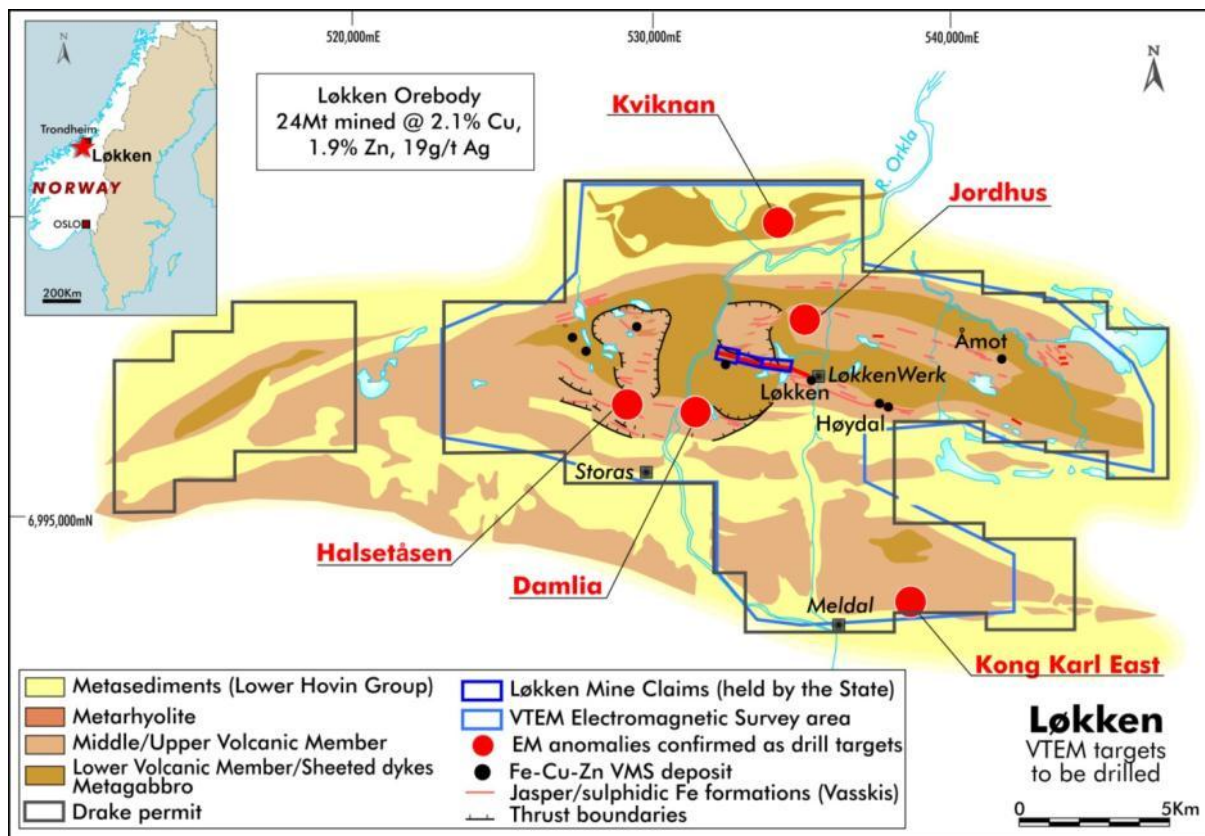 520,000mE
530,000mE
540,000mE
N
N
Løkken Orebody
24Mt mined @ 2.1% Cu,
1.9% Zn, 19g/t Ag
Kviknan
Trondheim
Løkken
NORWAY
OSLO
200Km
R. Orkla
Jordhus
Åmot
LøkkenWerk
Løkken
Høydal
Storas
6,995,000mN
Halsetåsen
Damlia
Meldal
Kong Karl East
Metasediments (Lower Hovin Group)
Metarhyolite
Middle/Upper Volcanic Member
Lower Volcanic Member/Sheeted dykes
Metagabbro
Drake permit
Løkken Mine Claims (held by the State)
VTEM Electromagnetic Survey area
EM anomalies confirmed as drill targets
Fe-Cu-Zn VMS deposit
Jasper/sulphidic Fe formations (Vasskis)
Thrust boundaries
Løkken
VTEM targets
to be drilled
0 5Km